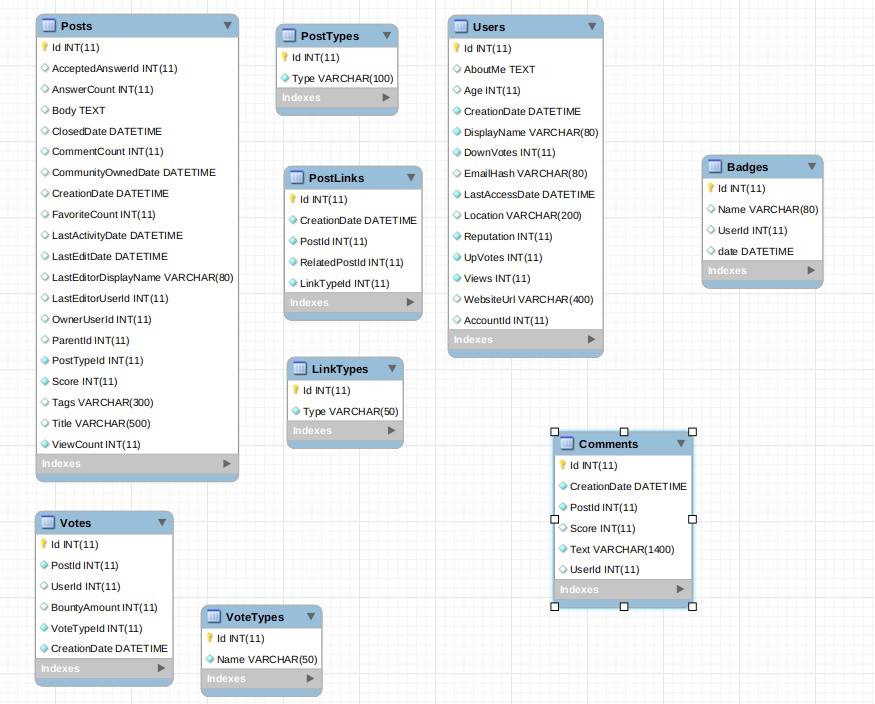 Posts
Id INT(11)
AcceptedAnswerId INT(11)
AnswerCount INT(11)
Body TEXT
ClosedDate DATETIME
CommentCount INT(11)
CommunityOwnedDate DATETIME
CreationDate DATETIME
FavoriteCount INT(11)
LastActivityDate DATETIME
LastEditDate DATETIME
LastEditorDisplayName VARCHAR(80)
LastEditorUserId INT(11)
OwnerUserId INT(11)
ParentId INT(11)
PostTypeId INT(11)
Score INT(11)
Tags VARCHAR(300)
Title VARCHAR(500)
ViewCount INT(11)
Indexes
PostTypes
Id INT(11)
Type VARCHAR(100)
Indexes
Users
Id INT(11)
AboutMe TEXT
Age INT(11)
CreationDate DATETIME
DisplayName VARCHAR(80)
DownVotes INT(11)
EmailHash VARCHAR(80)
LastAccessDate DATETIME
Location VARCHAR(200)
Reputation INT(11)
UpVotes INT(11)
Views INT(11)
WebsiteUrl VARCHAR(400)
AccountId INT(11)
Indexes
Badges
Id INT(11)
Name VARCHAR(80)
UserId INT(11)
date DATETIME
Indexes
PostLinks
Id INT(11)
CreationDate DATETIME
PostId INT(11)
RelatedPostId INT(11)
LinkTypeId INT(11)
Indexes
LinkTypes
Id INT(11)
Type VARCHAR(50)
Indexes
Comments
Id INT(11)
CreationDate DATETIME
PostId INT(11)
Score INT(11)
Text VARCHAR(1400)
UserId INT(11)
Indexes
Votes
Id INT(11)
PostId INT(11)
UserId INT(11)
BountyAmount INT(11)
VoteTypeId INT(11)
CreationDate DATETIME
Indexes
VoteTypes
Id INT(11)
Name VARCHAR(50)
Indexes